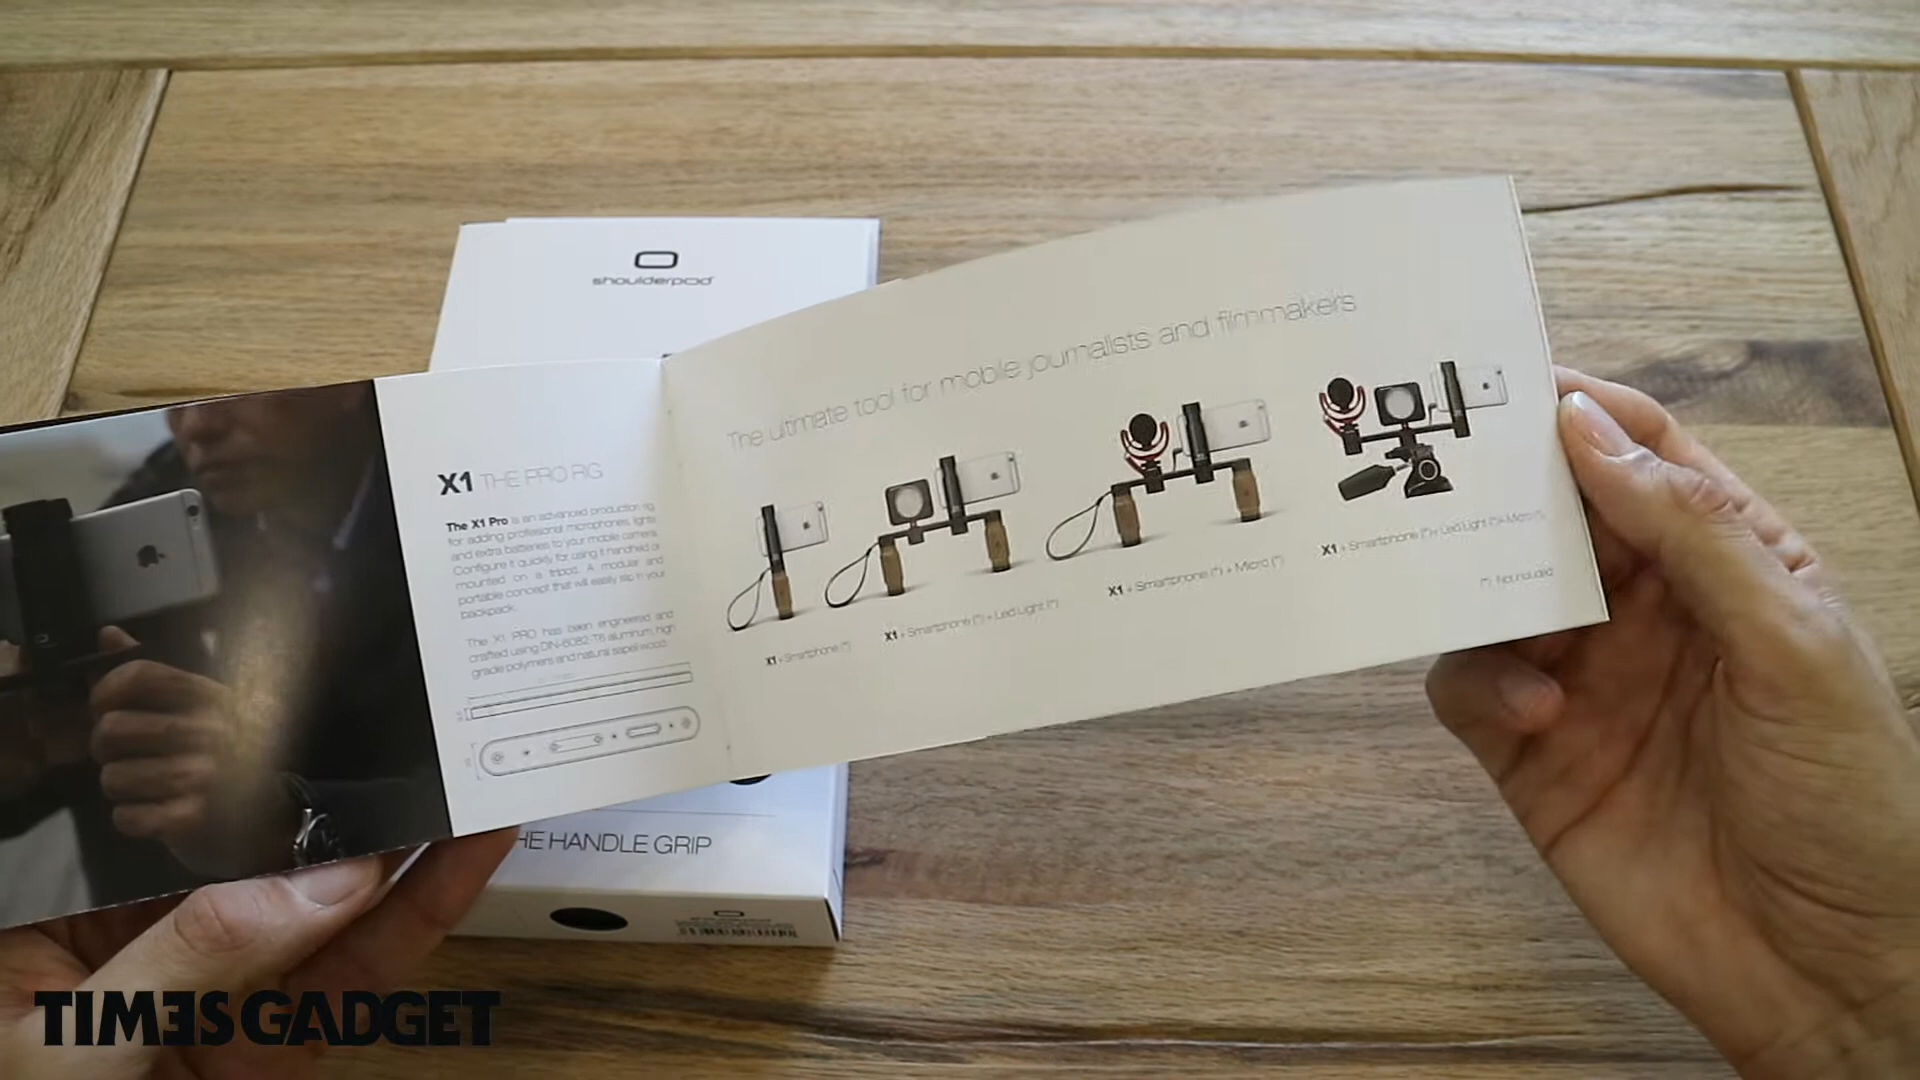 shoulderpod
The ultimate tool for mobile journalists and filmmakers
X1 THE PRO RIG
The X1 Pro is an advanced production rig
for adding professional microphones, lights
and extra batteries to your mobile camera.
Configure it quickly for using it handheld or
mounted on a tripod. A modular and
portable concept that will easily slip in your
backpack.
The X1 PRO has been engineered and
crafted using DIN-6082-T6 aluminum, high
grade polymers and natural sapel wood.
X1 + Smartphone (*)
X1 + Smartphone (*) + Led Light (*)
X1 + Smartphone (*) + Micro (*)
X1 + Smartphone (*) + Led Light (*) + Micro (*)
(*) Not included
HE HANDLE GRIP
TIMES GADGET